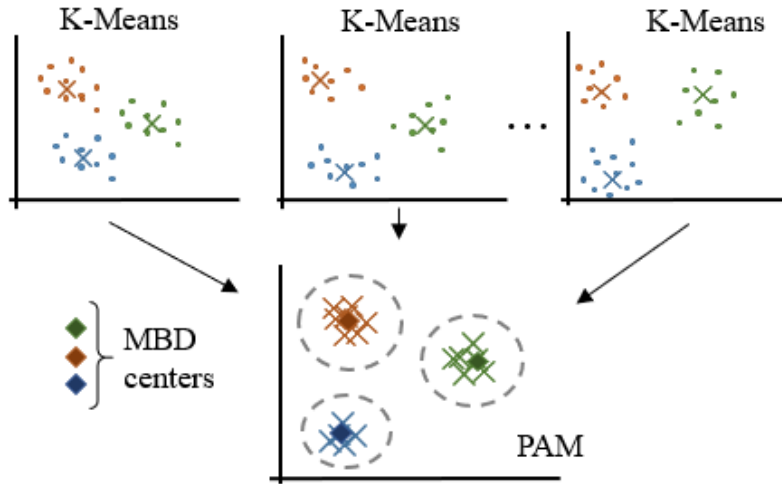 K-Means
K-Means
K-Means
...
MBD
centers
PAM